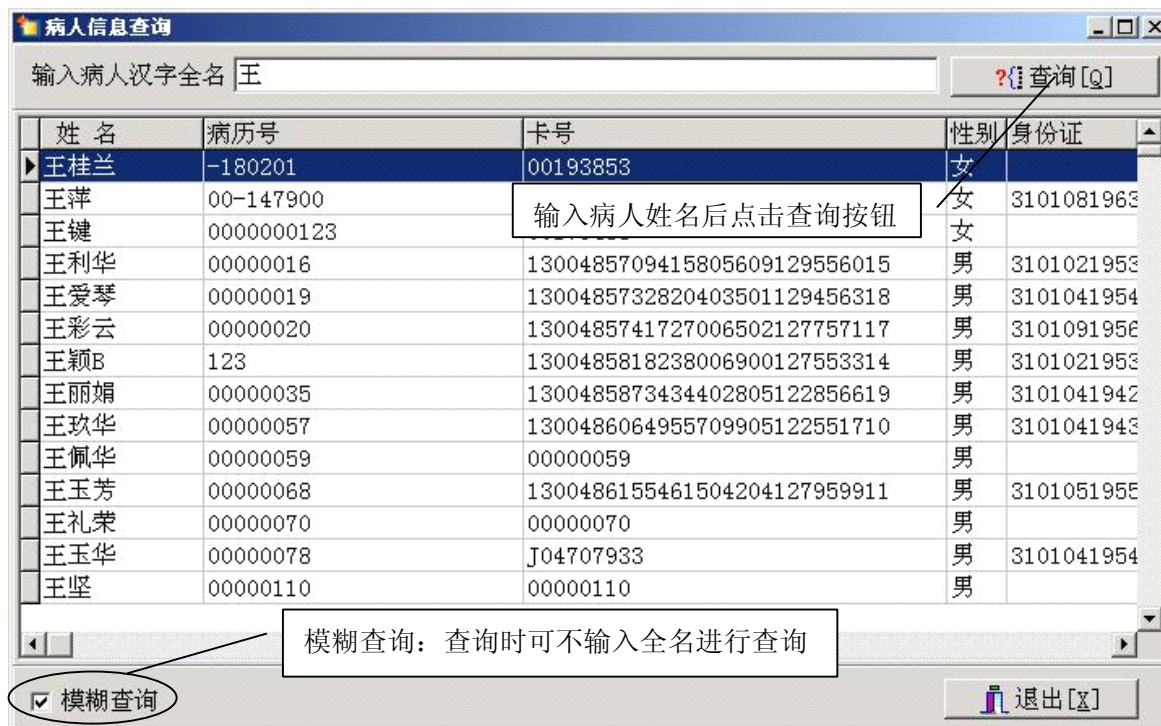 病人信息查询
输入病人汉字全名 王 查询[Q]
姓 名 病历号 卡号 性别 身份证
王桂兰 -180201 00193853 女
王萍 00-147900 女 3101081963
王键 0000000123 女
输入病人姓名后点击查询按钮
王利华 00000016 1300485709415805609129556015 男 3101021953
王爱琴 00000019 1300485732820403501129456318 男 3101041954
王彩云 00000020 1300485741727006502127757117 男 3101091956
王颖B 123 1300485818238006900127553314 男 3101021953
王丽娟 00000035 1300485873434402805122856619 男 3101041942
王玖华 00000057 1300486064955709905122551710 男 3101041943
王佩华 00000059 00000059 男
王玉芳 00000068 1300486155461504204127959911 男 3101051955
王礼荣 00000070 00000070 男
王玉华 00000078 J04707933 男 3101041954
王坚 00000110 00000110 男
模糊查询：查询时可不输入全名进行查询
模糊查询 退出[X]